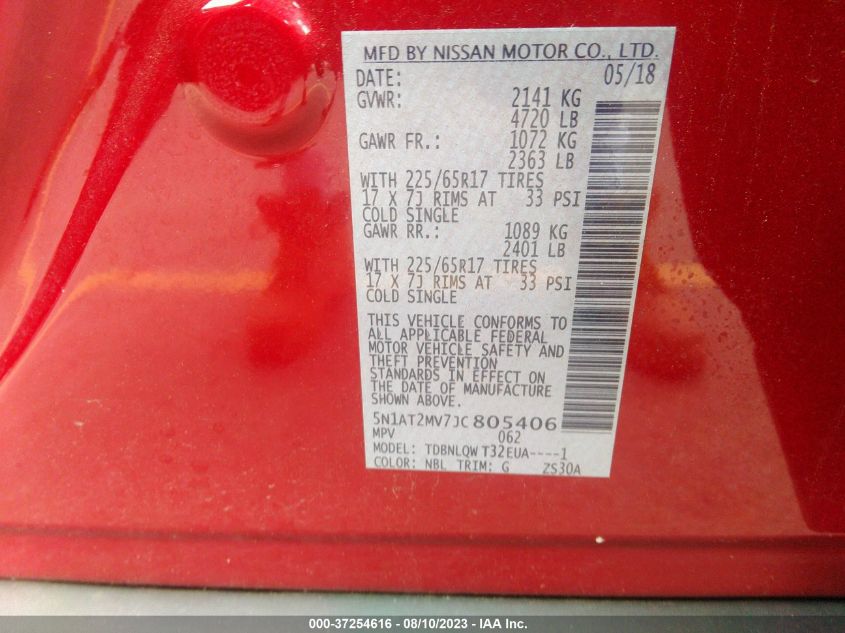 MFD BY NISSAN MOTOR CO., LTD.
DATE: 05/18
GVWR: 2141 KG
4720 LB
GAWR FR.: 1072 KG
2363 LB
WITH 225/65R17 TIRES
17 X 7J RIMS AT 33 PSI
COLD SINGLE
GAWR RR.: 1089 KG
2401 LB
WITH 225/65R17 TIRES
17 X 7J RIMS AT 33 PSI
COLD SINGLE
THIS VEHICLE CONFORMS TO
ALL APPLICABLE FEDERAL
MOTOR VEHICLE SAFETY AND
THEFT PREVENTION
STANDARDS IN EFFECT ON
THE DATE OF MANUFACTURE
SHOWN ABOVE.
5N1AT2MV7JC805406
MPV 062
MODEL: TDBNLQW T32EUA----1
COLOR: NBL TRIM: G ZS30A
000-37254616 - 08/10/2023 - IAA Inc.